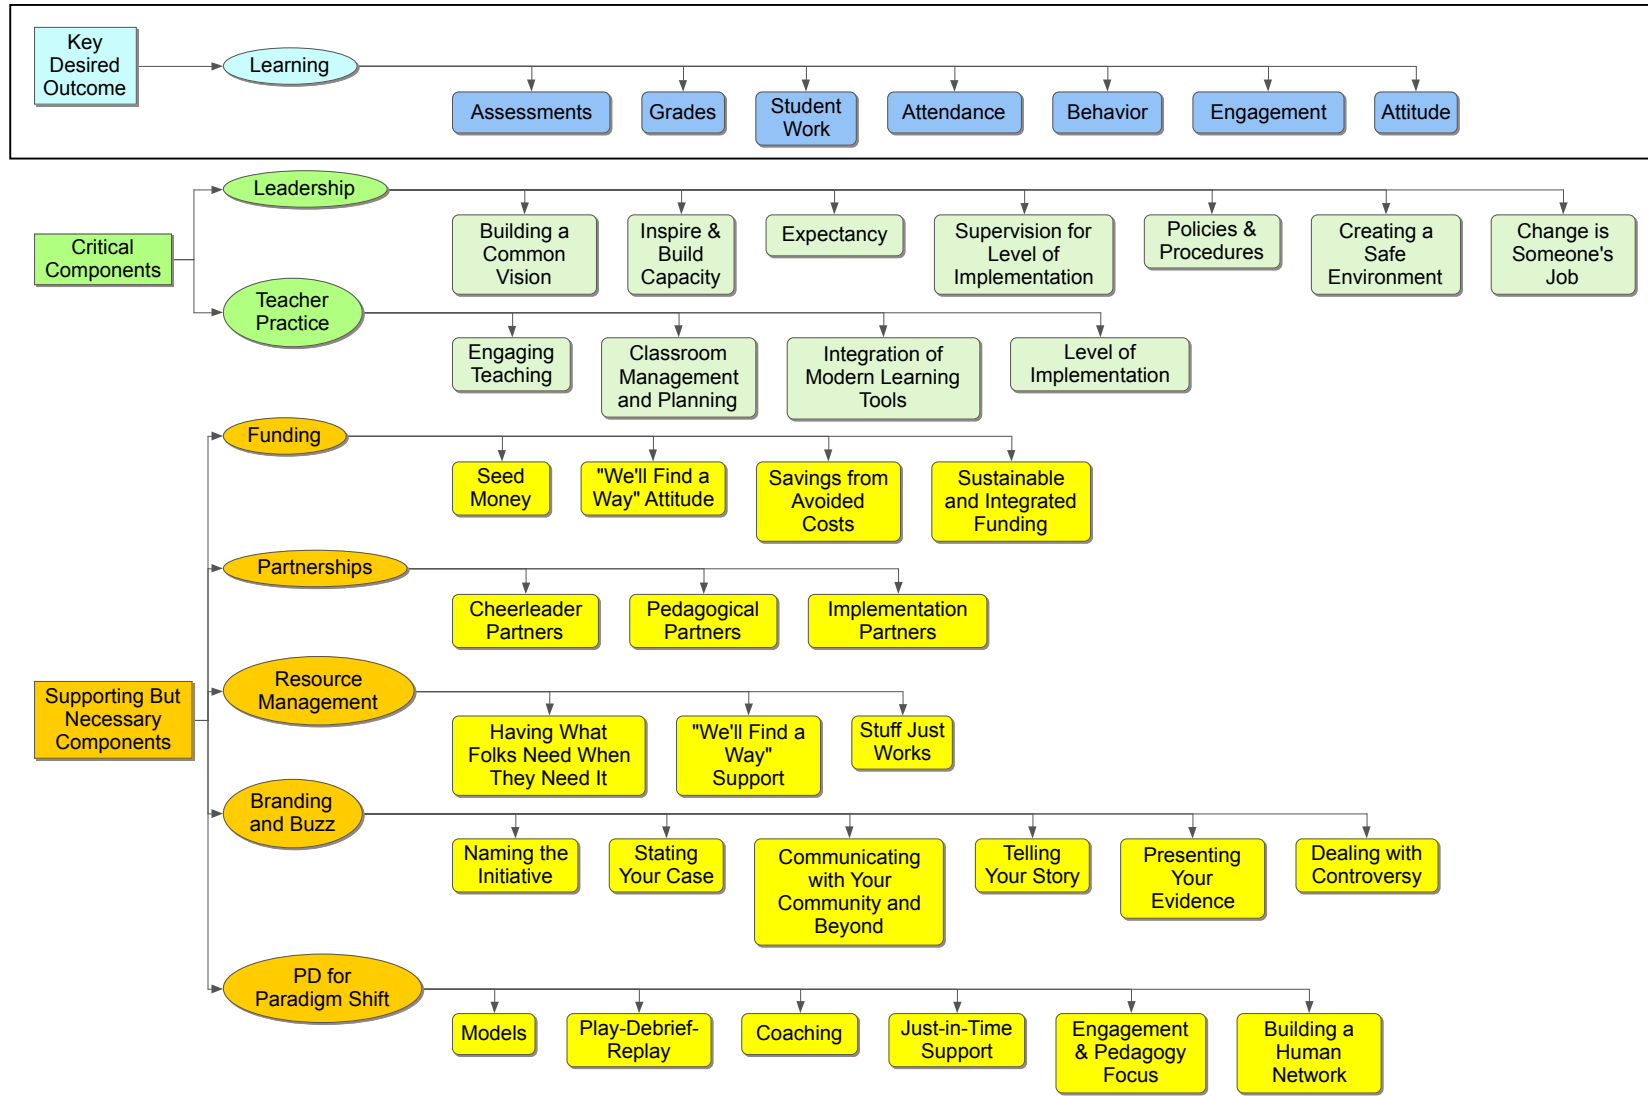 Key
Desired
Outcome
Learning
Assessments
Grades
Student
Work
Attendance
Behavior
Engagement
Attitude
Critical
Components
Leadership
Building a
Common
Vision
Inspire &
Build
Capacity
Expectancy
Supervision for
Level of
Implementation
Policies &
Procedures
Creating a
Safe
Environment
Change is
Someone's
Job
Teacher
Practice
Engaging
Teaching
Classroom
Management
and Planning
Integration of
Modern Learning
Tools
Level of
Implementation
Supporting But
Necessary
Components
Funding
Seed
Money
"We'll Find a
Way" Attitude
Savings from
Avoided
Costs
Sustainable
and Integrated
Funding
Partnerships
Cheerleader
Partners
Pedagogical
Partners
Implementation
Partners
Resource
Management
Having What
Folks Need When
They Need It
"We'll Find a
Way"
Support
Stuff Just
Works
Branding
and Buzz
Naming the
Initiative
Stating
Your Case
Communicating
with Your
Community and
Beyond
Telling
Your Story
Presenting
Your
Evidence
Dealing with
Controversy
PD for
Paradigm Shift
Models
Play-Debrief-
Replay
Coaching
Just-in-Time
Support
Engagement
& Pedagogy
Focus
Building a
Human
Network